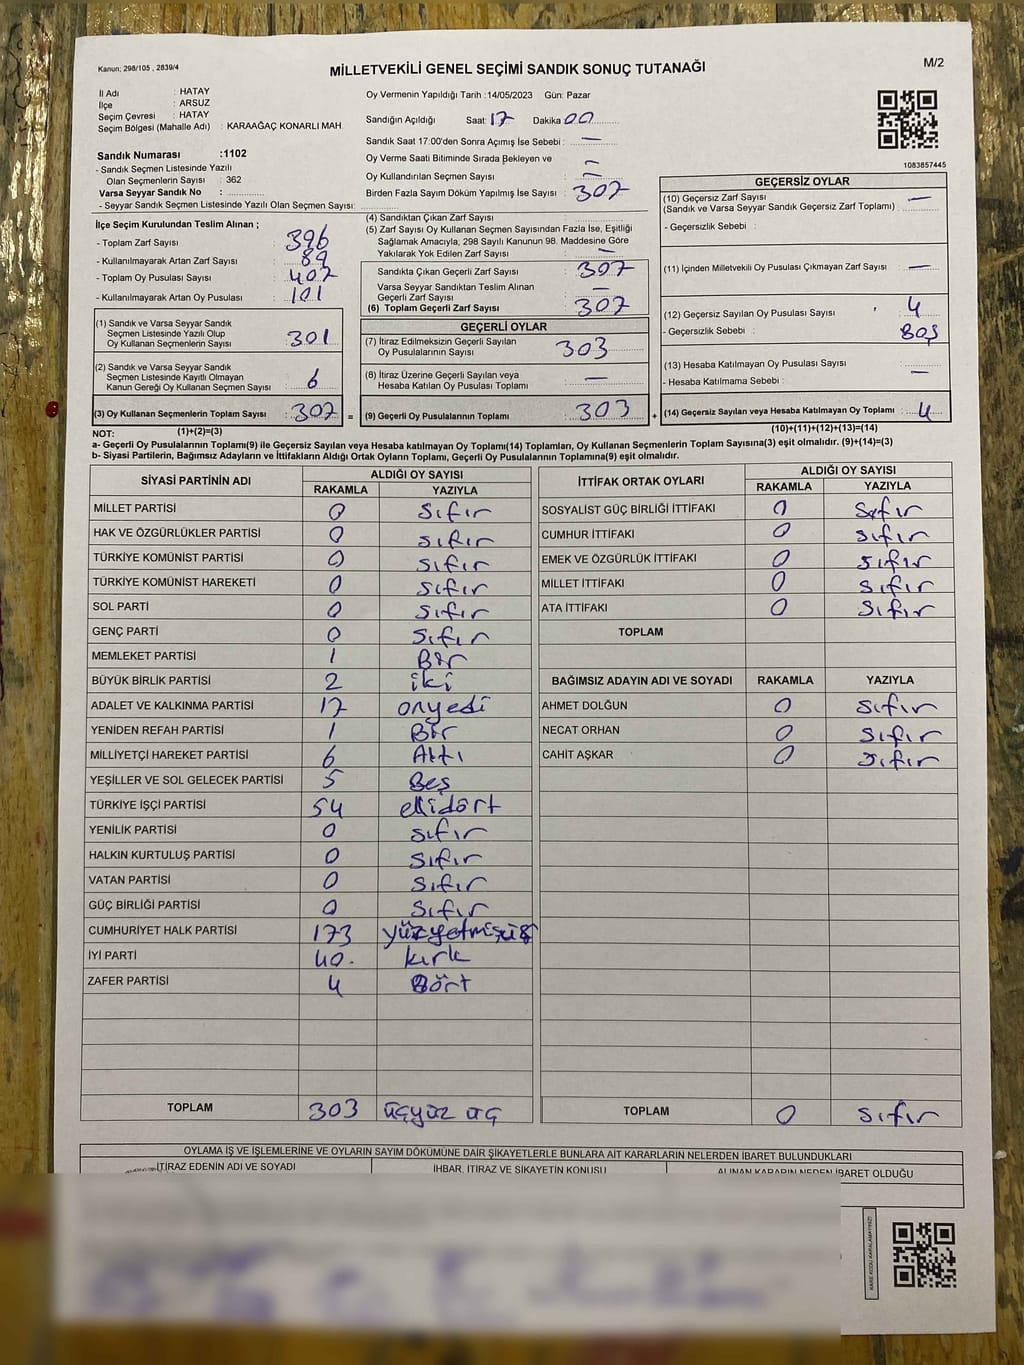 Kanun; 298/105 , 2839/4
MİLLETVEKİLİ GENEL SEÇİMİ SANDIK SONUÇ TUTANAĞI
M/2
İl Adı : HATAY
İlçe : ARSUZ
Seçim Çevresi : HATAY
Seçim Bölgesi (Mahalle Adı) : KARAAĞAÇ KONARLI MAH.
Oy Vermenin Yapıldığı Tarih :14/05/2023 Gün: Pazar
Sandığın Açıldığı Saat: 17 Dakika 00
Sandık Saat 17:00'den Sonra Açımış İse Sebebi : —
Oy Verme Saati Bitiminde Sırada Bekleyen ve
Oy Kullandırılan Seçmen Sayısı : —
Birden Fazla Sayım Döküm Yapılmış İse Sayısı : 307
1083857445
Sandık Numarası :1102
- Sandık Seçmen Listesinde Yazılı
Olan Seçmenlerin Sayısı : 362
Varsa Seyyar Sandık No :
- Seyyar Sandık Seçmen Listesinde Yazılı Olan Seçmen Sayısı:
İlçe Seçim Kurulundan Teslim Alınan ;
- Toplam Zarf Sayısı : 396
- Kullanılmayarak Artan Zarf Sayısı : 89
- Toplam Oy Pusulası Sayısı : 407
- Kullanılmayarak Artan Oy Pusulası : 101
(1) Sandık ve Varsa Seyyar Sandık
Seçmen Listesinde Yazılı Olup
Oy Kullanan Seçmenlerin Sayısı : 301
(2) Sandık ve Varsa Seyyar Sandık
Seçmen Listesinde Kayıtlı Olmayan
Kanun Gereği Oy Kullanan Seçmen Sayısı : 6
(3) Oy Kullanan Seçmenlerin Toplam Sayısı : 307 =
(1)+(2)=(3)
(4) Sandıktan Çıkan Zarf Sayısı :
(5) Zarf Sayısı Oy Kullanan Seçmen Sayısından Fazla İse, Eşitliği
Sağlamak Amacıyla, 298 Sayılı Kanunun 98. Maddesine Göre
Yakılarak Yok Edilen Zarf Sayısı : —
Sandıkta Çıkan Geçerli Zarf Sayısı : 307
Varsa Seyyar Sandıktan Teslim Alınan
Geçerli Zarf Sayısı : —
(6) Toplam Geçerli Zarf Sayısı : 307
GEÇERLİ OYLAR
(7) İtiraz Edilmeksizin Geçerli Sayılan
Oy Pusulalarının Sayısı : 303
(8) İtiraz Üzerine Geçerli Sayılan veya
Hesaba Katılan Oy Pusulası Toplamı : —
(9) Geçerli Oy Pusulalarının Toplamı : 303 +
GEÇERSİZ OYLAR
(10) Geçersiz Zarf Sayısı
(Sandık ve Varsa Seyyar Sandık Geçersiz Zarf Toplamı) : —
- Geçersizlik Sebebi :
(11) İçinden Milletvekili Oy Pusulası Çıkmayan Zarf Sayısı : —
(12) Geçersiz Sayılan Oy Pusulası Sayısı : 4
- Geçersizlik Sebebi : Boş
(13) Hesaba Katılmayan Oy Pusulası Sayısı : —
- Hesaba Katılmama Sebebi :
(14) Geçersiz Sayılan veya Hesaba Katılmayan Oy Toplamı : 4
(10)+(11)+(12)+(13)=(14)
NOT:
a- Geçerli Oy Pusulalarının Toplamı(9) ile Geçersiz Sayılan veya Hesaba katılmayan Oy Toplamı(14) Toplamları, Oy Kullanan Seçmenlerin Toplam Sayısına(3) eşit olmalıdır. (9)+(14)=(3)
b- Siyasi Partilerin, Bağımsız Adayların ve İttifakların Aldığı Ortak Oyların Toplamı, Geçerli Oy Pusulalarının Toplamına(9) eşit olmalıdır.
SİYASİ PARTİNİN ADI ALDIĞI OY SAYISI
RAKAMLA YAZIYLA
MİLLET PARTİSİ 0 sıfır
HAK VE ÖZGÜRLÜKLER PARTİSİ 0 sıfır
TÜRKİYE KOMÜNİST PARTİSİ 0 sıfır
TÜRKİYE KOMÜNİST HAREKETİ 0 sıfır
SOL PARTİ 0 sıfır
GENÇ PARTİ 0 sıfır
MEMLEKET PARTİSİ 1 Bir
BÜYÜK BİRLİK PARTİSİ 2 iki
ADALET VE KALKINMA PARTİSİ 17 onyedi
YENİDEN REFAH PARTİSİ 1 Bir
MİLLİYETÇİ HAREKET PARTİSİ 6 Altı
YEŞİLLER VE SOL GELECEK PARTİSİ 5 Beş
TÜRKİYE İŞÇİ PARTİSİ 54 ellidört
YENİLİK PARTİSİ 0 sıfır
HALKIN KURTULUŞ PARTİSİ 0 sıfır
VATAN PARTİSİ 0 sıfır
GÜÇ BİRLİĞİ PARTİSİ 0 sıfır
CUMHURİYET HALK PARTİSİ 173 yüzyetmişüç
İYİ PARTİ 40. kırk
ZAFER PARTİSİ 4 Dört
TOPLAM 303 üçyüz üç
İTTİFAK ORTAK OYLARI ALDIĞI OY SAYISI
RAKAMLA YAZIYLA
SOSYALİST GÜÇ BİRLİĞİ İTTİFAKI 0 sıfır
CUMHUR İTTİFAKI 0 sıfır
EMEK VE ÖZGÜRLÜK İTTİFAKI 0 sıfır
MİLLET İTTİFAKI 0 sıfır
ATA İTTİFAKI 0 sıfır
TOPLAM
BAĞIMSIZ ADAYIN ADI VE SOYADI RAKAMLA YAZIYLA
AHMET DOLĞUN 0 sıfır
NECAT ORHAN 0 sıfır
CAHİT AŞKAR 0 sıfır
TOPLAM 0 sıfır
OYLAMA İŞ VE İŞLEMLERİNE VE OYLARIN SAYIM DÖKÜMÜNE DAİR ŞİKAYETLERLE BUNLARA AİT KARARLARIN NELERDEN İBARET BULUNDUKLARI
İTİRAZ EDENİN ADI VE SOYADI İHBAR, İTİRAZ VE ŞİKAYETİN KONUSU ALINAN KARARIN NEDEN İBARET OLDUĞU
KARE KODU KARALAMAYINIZ!